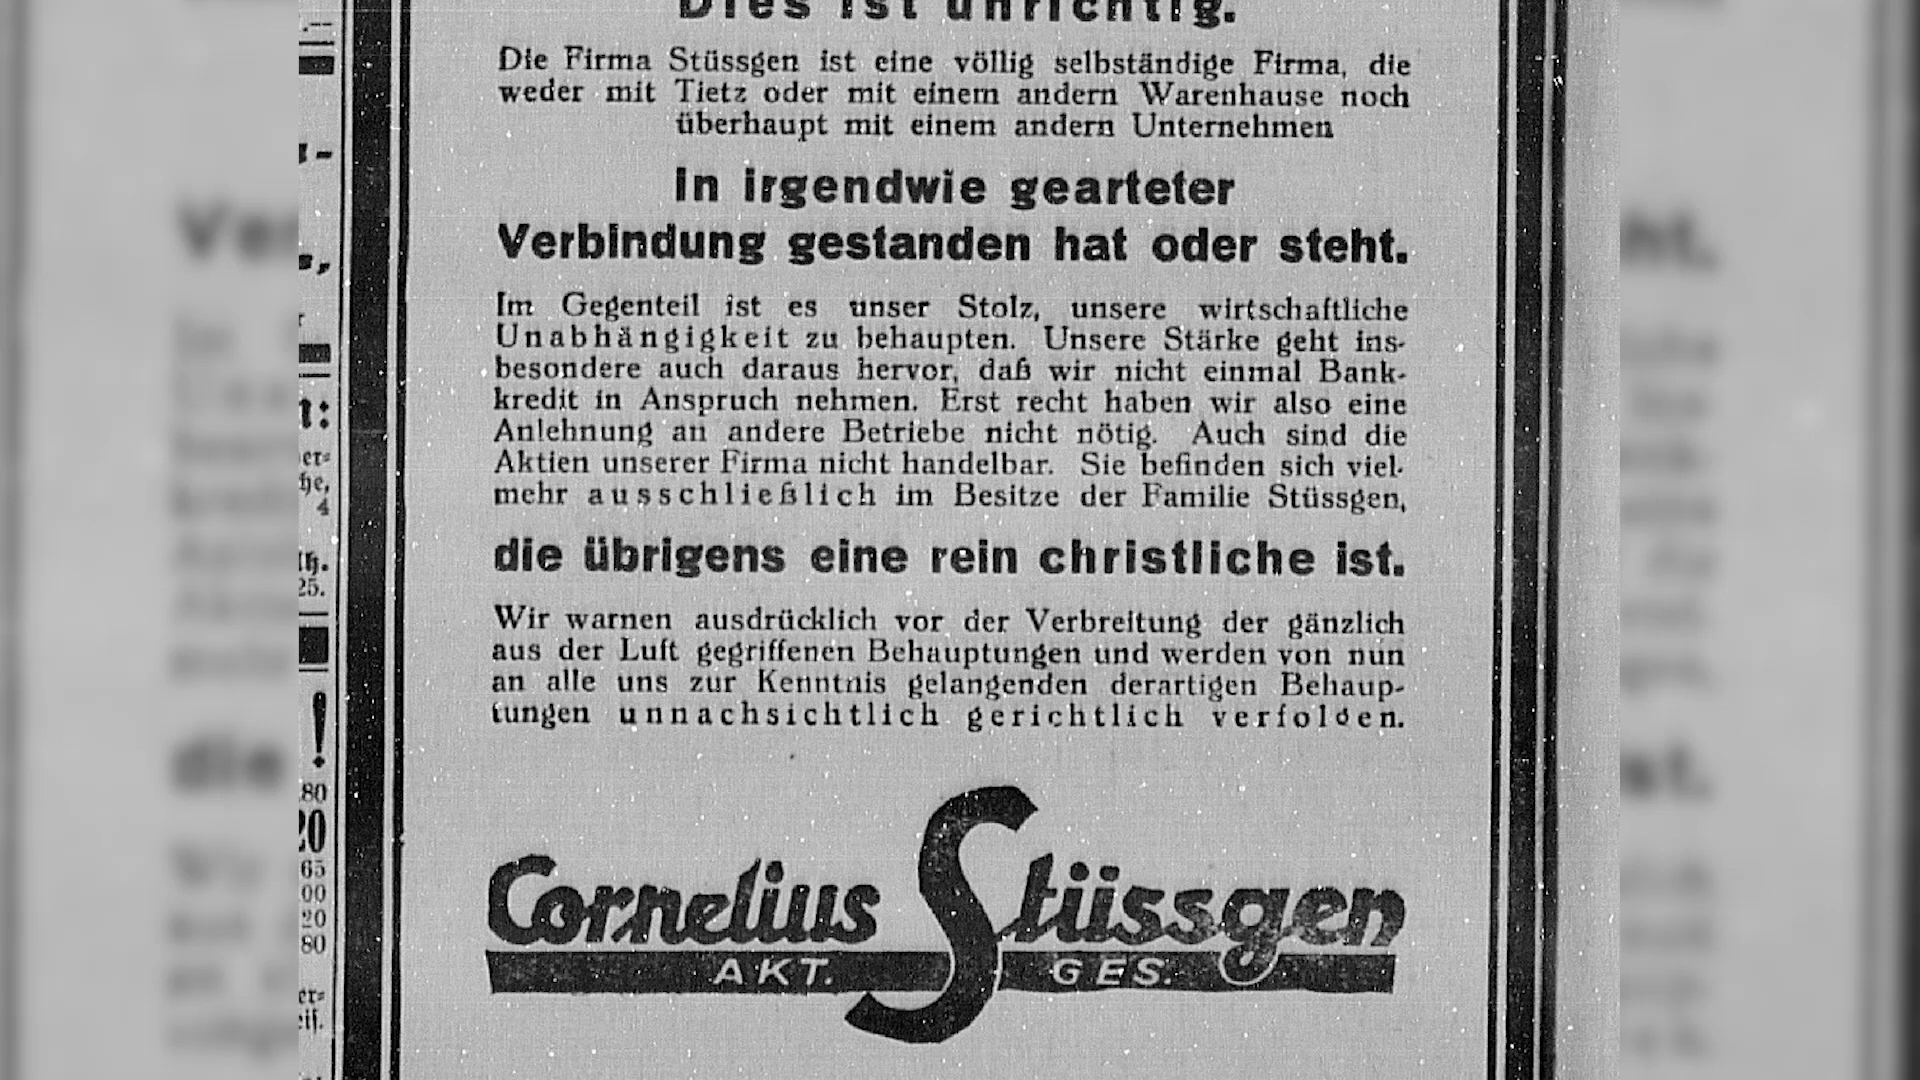 Dies ist unrichtig.
Die Firma Stüssgen ist eine völlig selbständige Firma, die
weder mit Tietz oder mit einem andern Warenhause noch
überhaupt mit einem andern Unternehmen
in irgendwie gearteter
Verbindung gestanden hat oder steht.
Im Gegenteil ist es unser Stolz, unsere wirtschaftliche
Unabhängigkeit zu behaupten. Unsere Stärke geht ins-
besondere auch daraus hervor, daß wir nicht einmal Bank-
kredit in Anspruch nehmen. Erst recht haben wir also eine
Anlehnung an andere Betriebe nicht nötig. Auch sind die
Aktien unserer Firma nicht handelbar. Sie befinden sich viel-
mehr ausschließlich im Besitze der Familie Stüssgen,
die übrigens eine rein christliche ist.
Wir warnen ausdrücklich vor der Verbreitung der gänzlich
aus der Luft gegriffenen Behauptungen und werden von nun
an alle uns zur Kenntnis gelangenden derartigen Behaup-
tungen unnachsichtlich gerichtlich verfolgen.
Cornelius Stüssgen
AKT. GES.